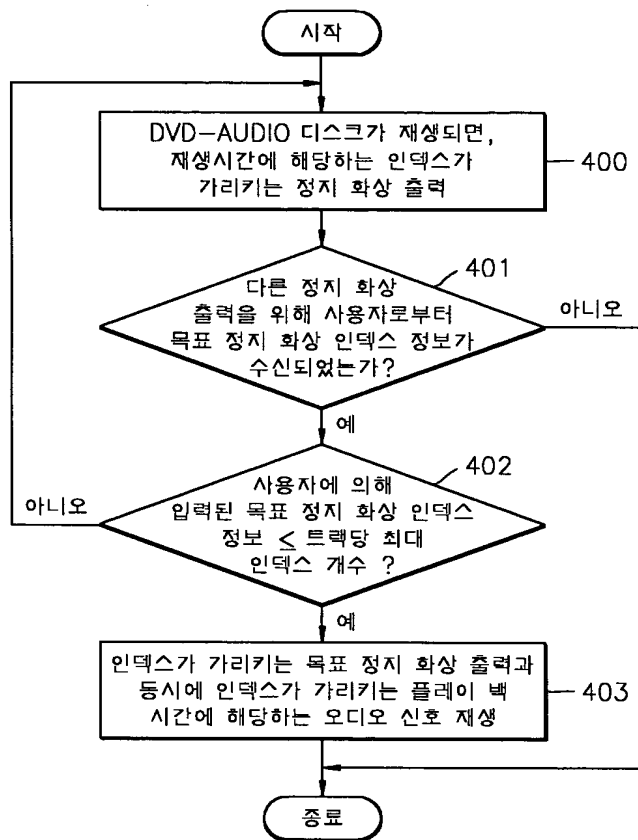 시작
DVD-AUDIO 디스크가 재생되면,
재생시간에 해당하는 인덱스가
가리키는 정지 화상 출력
400
401
다른 정지 화상
출력을 위해 사용자로부터
목표 정지 화상 인덱스 정보가
수신되었는가?
아니오
예
402
사용자에 의해
입력된 목표 정지 화상 인덱스
정보 ≤ 트랙당 최대
인덱스 개수 ?
아니오
예
인덱스가 가리키는 목표 정지 화상 출력과
동시에 인덱스가 가리키는 플레이 백
시간에 해당하는 오디오 신호 재생
403
종료